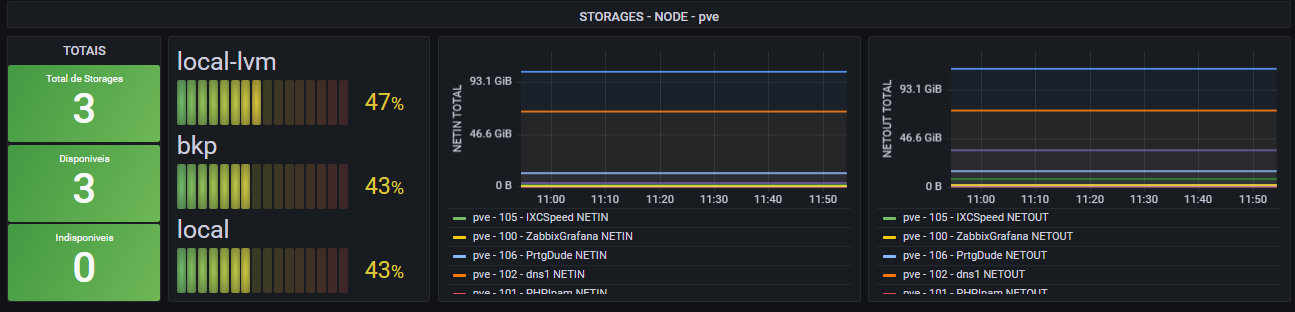 STORAGES - NODE - pve
TOTAIS
Total de Storages
3
Disponiveis
3
Indisponiveis
0
local-lvm
47%
bkp
43%
local
43%
NETIN TOTAL
93.1 GiB
46.6 GiB
0 B
11:00 11:10 11:20 11:30 11:40 11:50
pve - 105 - IXCSpeed NETIN
pve - 100 - ZabbixGrafana NETIN
pve - 106 - PrtgDude NETIN
pve - 102 - dns1 NETIN
pve - 101 - PHPIpam NETIN
NETOUT TOTAL
93.1 GiB
46.6 GiB
0 B
11:00 11:10 11:20 11:30 11:40 11:50
pve - 105 - IXCSpeed NETOUT
pve - 100 - ZabbixGrafana NETOUT
pve - 106 - PrtgDude NETOUT
pve - 102 - dns1 NETOUT
pve - 101 - PHPIpam NETOUT